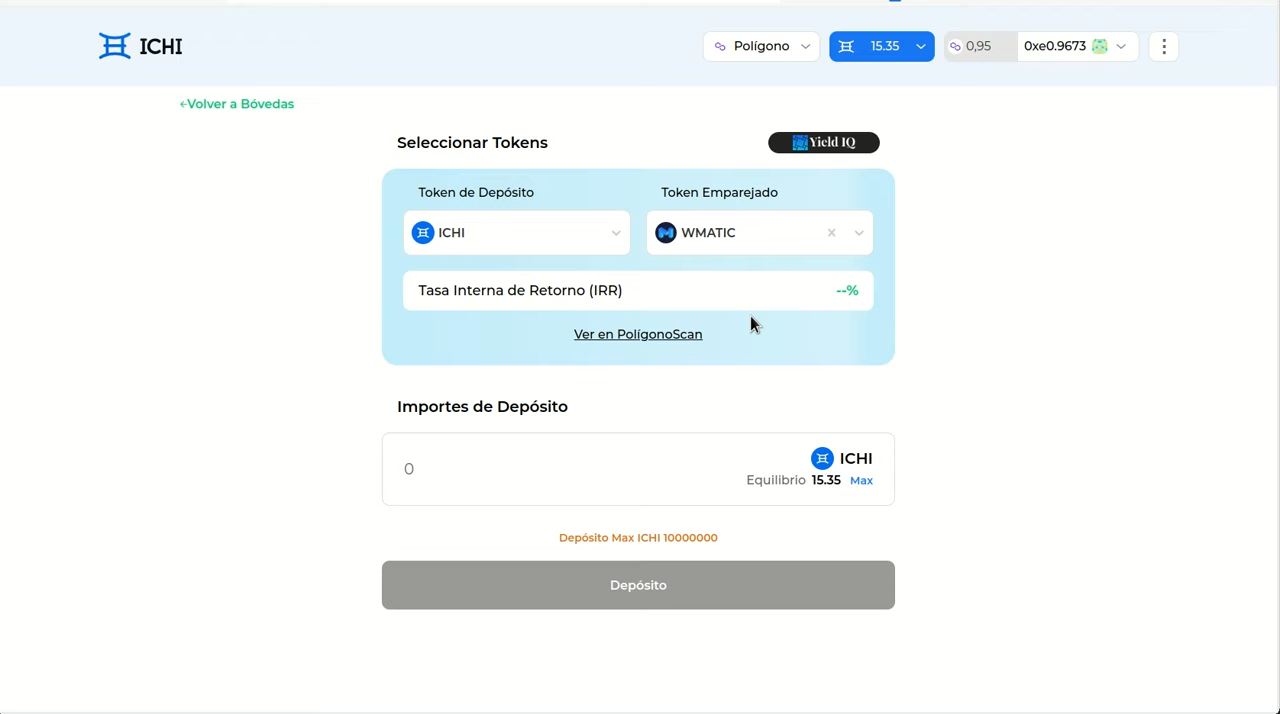 ICHI
Polígono
15.35
0,95
0xe0.9673
←Volver a Bóvedas
Seleccionar Tokens
Yield IQ
Token de Depósito
Token Emparejado
ICHI
WMATIC
Tasa Interna de Retorno (IRR)
--%
Ver en PolígonoScan
Importes de Depósito
0
ICHI
Equilibrio 15.35 Max
Depósito Max ICHI 10000000
Depósito